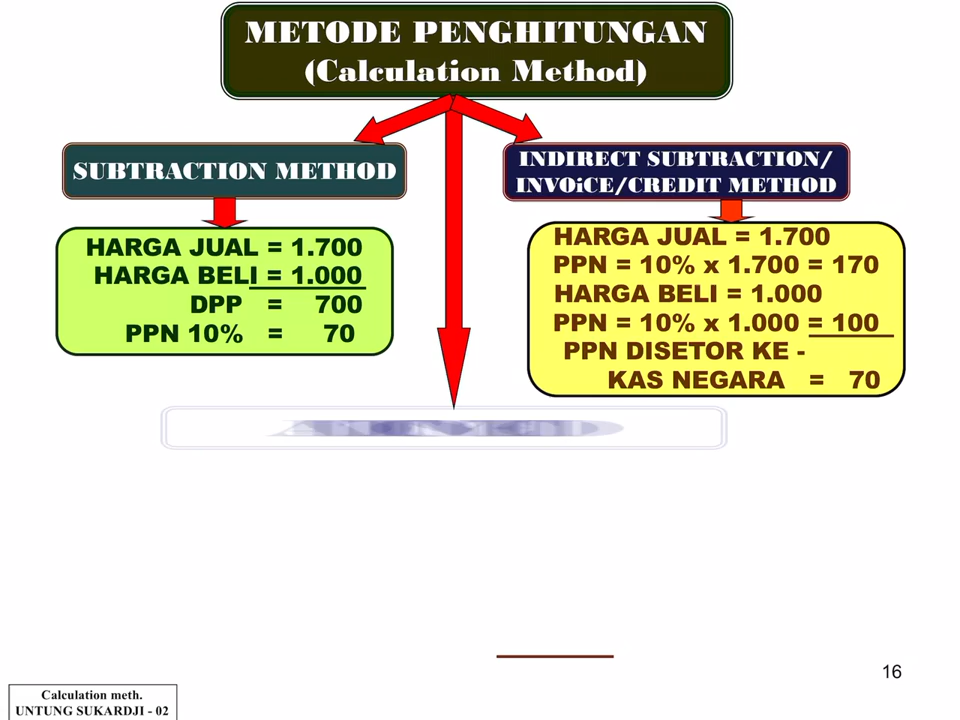 METODE PENGHITUNGAN
(Calculation Method)
SUBTRACTION METHOD
HARGA JUAL = 1.700
HARGA BELI = 1.000
DPP = 700
PPN 10% = 70
INDIRECT SUBTRACTION/
INVOiCE/CREDIT METHOD
HARGA JUAL = 1.700
PPN = 10% x 1.700 = 170
HARGA BELI = 1.000
PPN = 10% x 1.000 = 100
PPN DISETOR KE -
KAS NEGARA = 70
16
Calculation meth.
UNTUNG SUKARDJI - 02